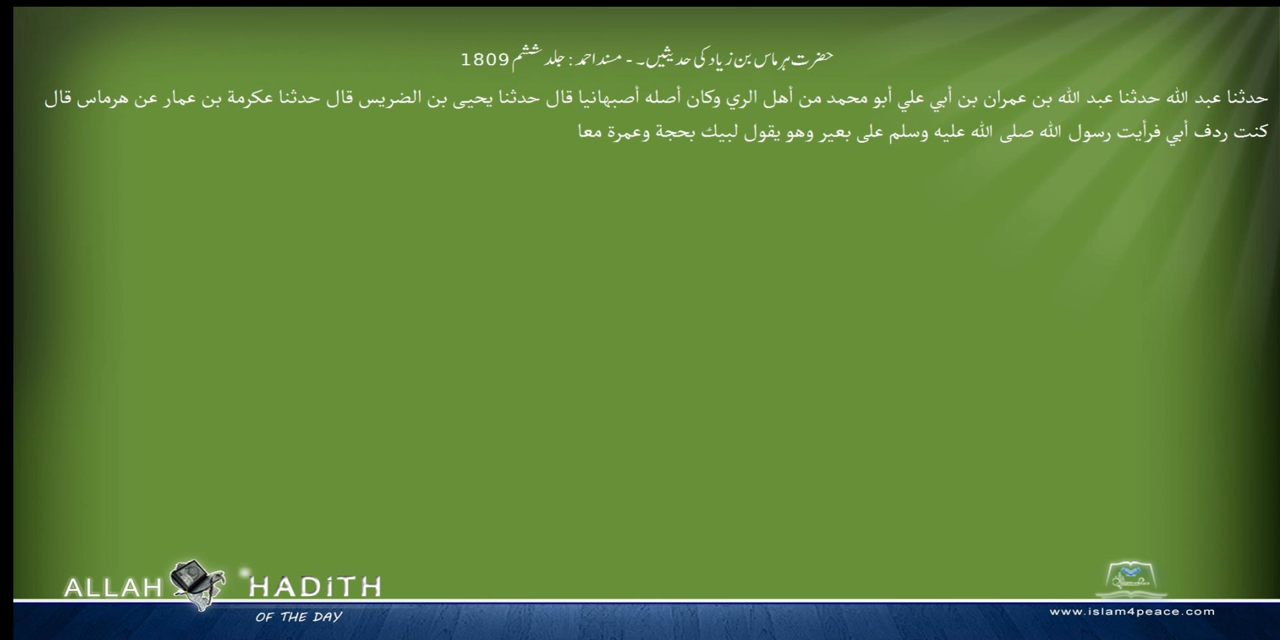 حضرت ہرماس بن زیاد کی حدیثیں۔ - مسند احمد : جلد ششم 1809
حدثنا عبد الله حدثنا عبد الله بن عمران بن أبي علي أبو محمد من أهل الري وكان أصله أصبهانيا قال حدثنا يحيى بن الضريس قال حدثنا عكرمة بن عمار عن هرماس قال
كنت ردف أبي فرأيت رسول الله صلى الله عليه وسلم على بعير وهو يقول لبيك بحجة وعمرة معا
ALLAH HADITH
OF THE DAY
www.islam4peace.com